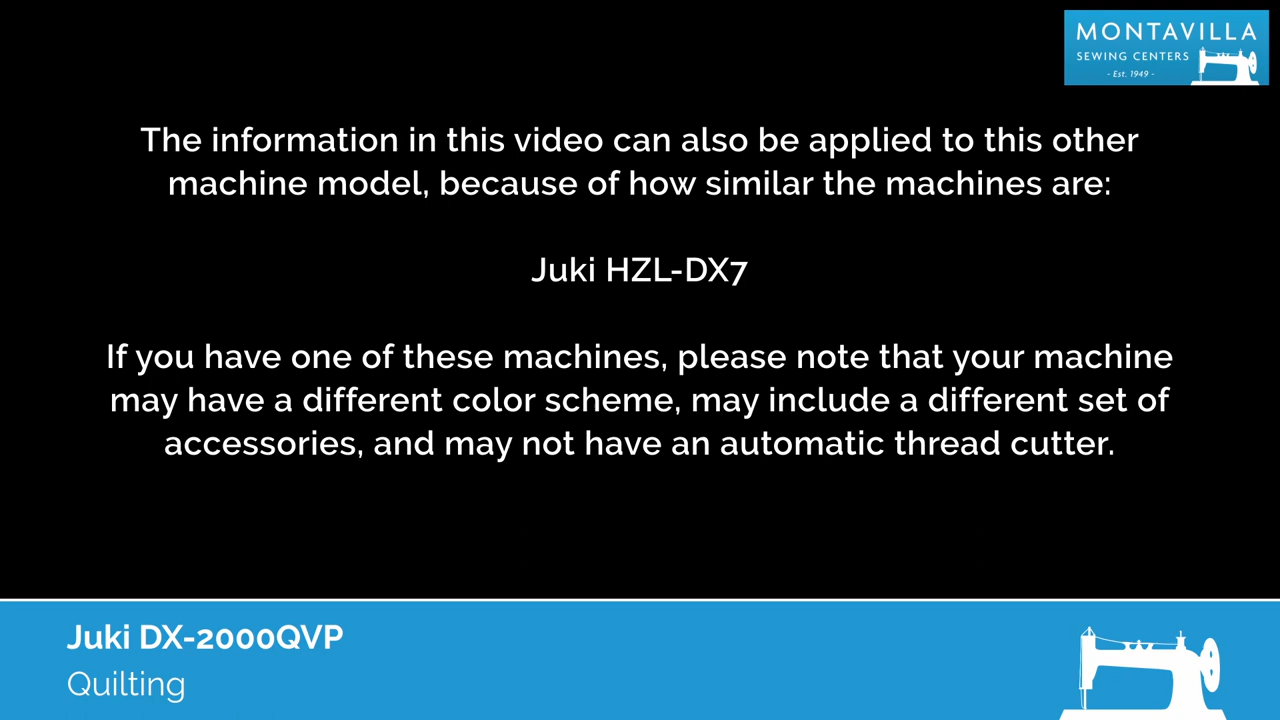 MONTAVILLA
SEWING CENTERS
- Est. 1949 -
The information in this video can also be applied to this other
machine model, because of how similar the machines are:
Juki HZL-DX7
If you have one of these machines, please note that your machine
may have a different color scheme, may include a different set of
accessories, and may not have an automatic thread cutter.
Juki DX-2000QVP
Quilting